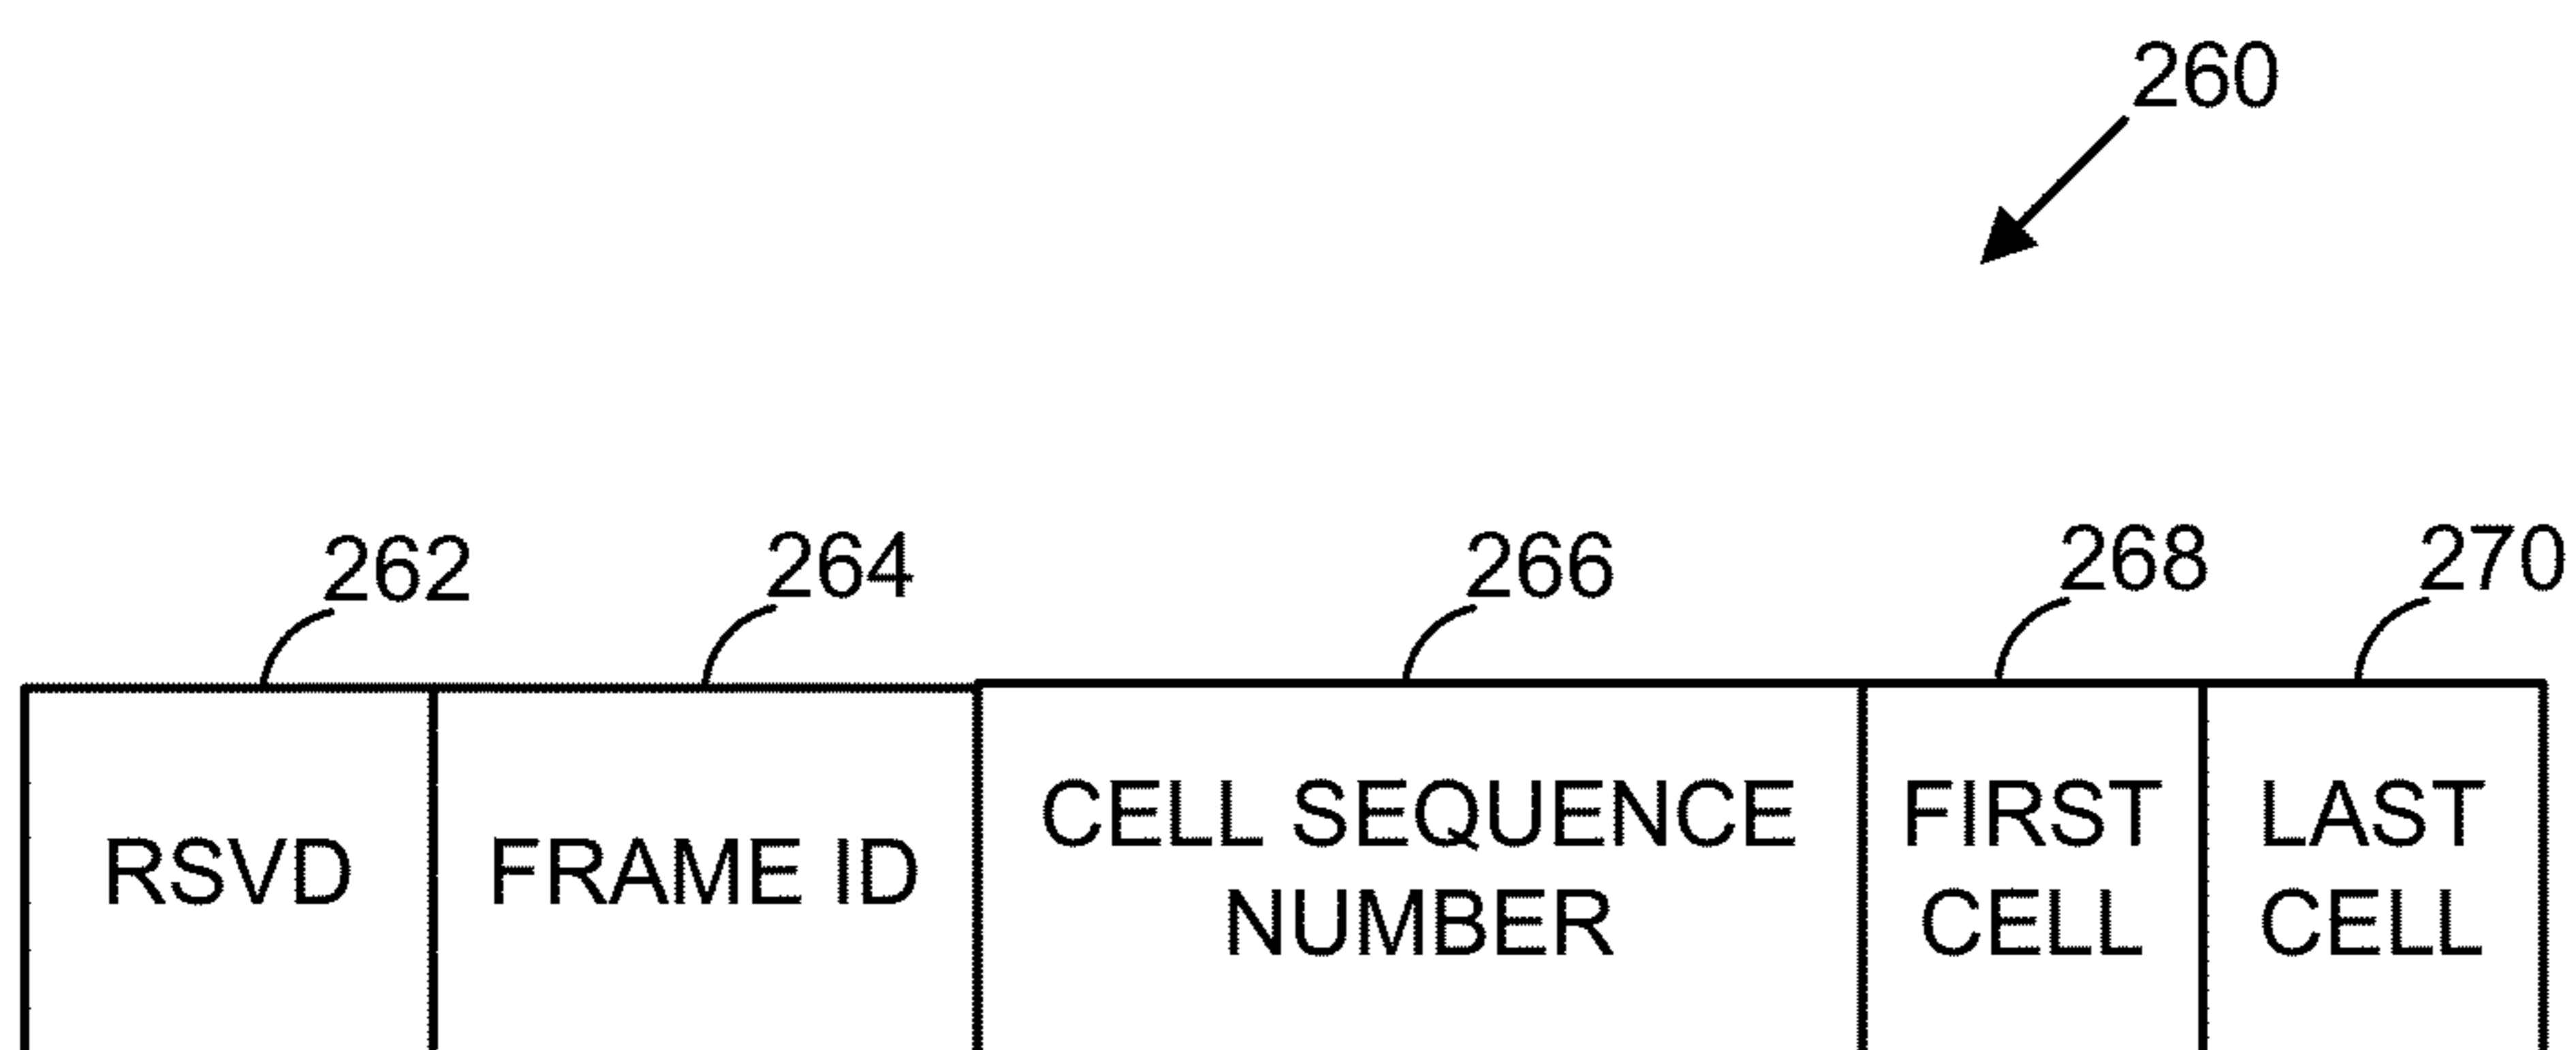 260
262
264
266
268
270
RSVD
FRAME ID
CELL SEQUENCE
NUMBER
FIRST
CELL
LAST
CELL